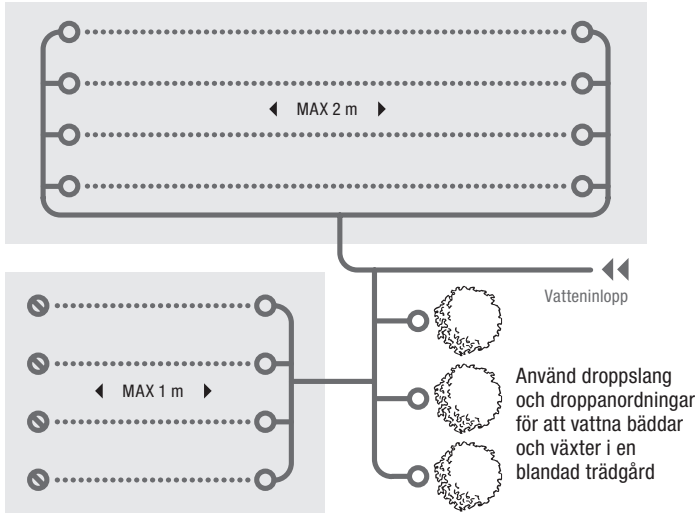 MAX 2 m
Vatteninlopp
MAX 1 m
Använd droppslang
och droppanordningar
för att vattna bäddar
och växter i en
blandad trädgård